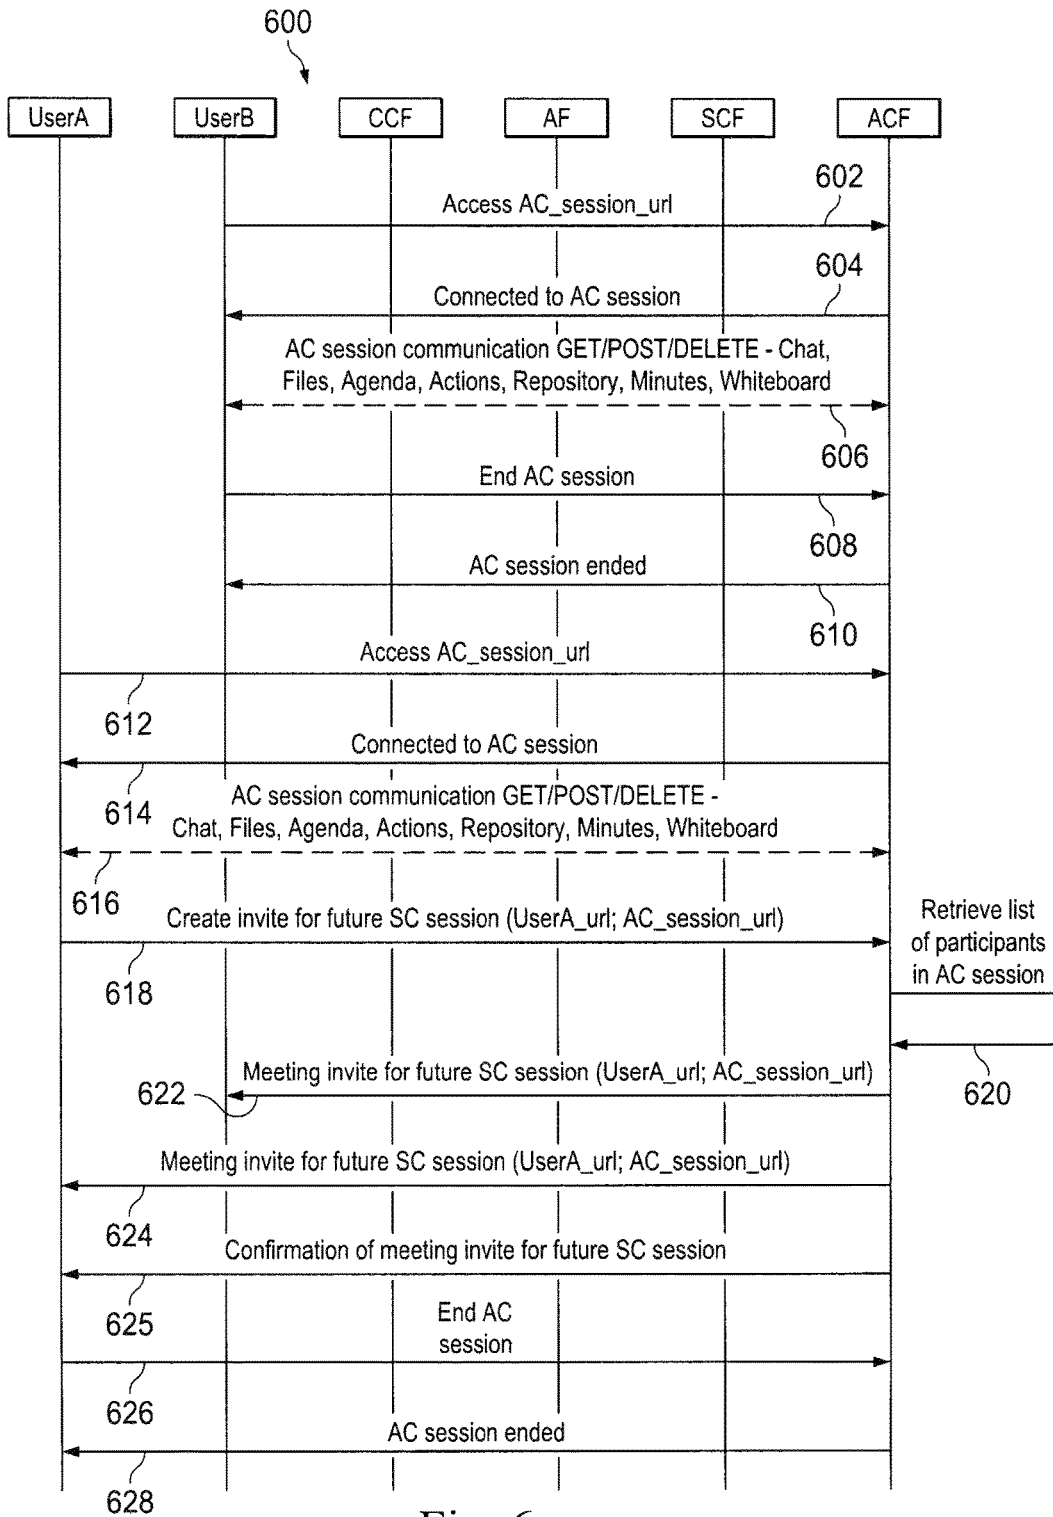 600
UserA
UserB
CCF
AF
SCF
ACF
Access AC_session_url
602
Connected to AC session
604
AC session communication GET/POST/DELETE - Chat,
Files, Agenda, Actions, Repository, Minutes, Whiteboard
606
End AC session
608
AC session ended
610
Access AC_session_url
612
Connected to AC session
614
AC session communication GET/POST/DELETE -
Chat, Files, Agenda, Actions, Repository, Minutes, Whiteboard
616
Create invite for future SC session (UserA_url; AC_session_url)
618
Retrieve list
of participants
in AC session
620
Meeting invite for future SC session (UserA_url; AC_session_url)
622
Meeting invite for future SC session (UserA_url; AC_session_url)
624
Confirmation of meeting invite for future SC session
625
End AC
session
626
AC session ended
628